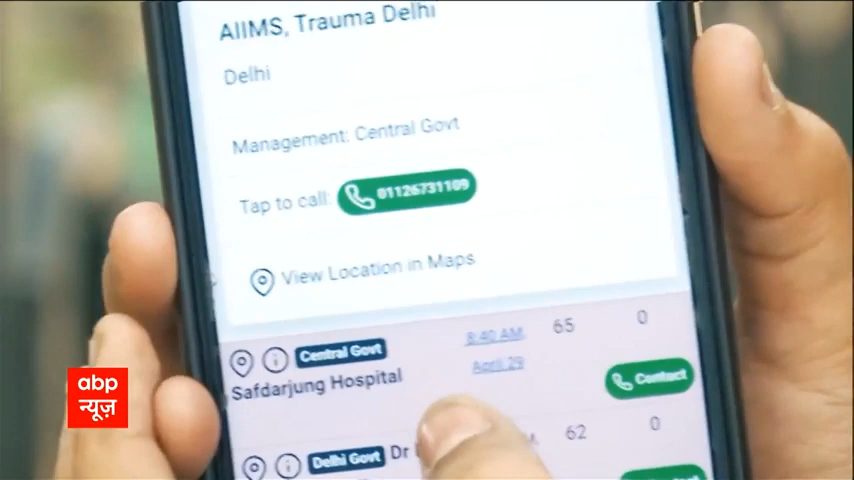 AIIMS, Trauma Delhi
Delhi
Management: Central Govt
Tap to call: 01126731109
View Location in Maps
Central Govt 8:40 AM, 65 0
Safdarjung Hospital April 29 Contact
Delhi Govt Dr 62 0
abp
न्यूज़